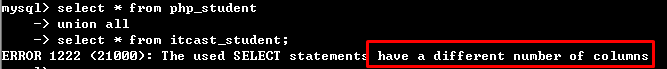 mysql> select * from php_student
-> union all
-> select * from itcast_student;
ERROR 1222 (21000): The used SELECT statements have a different number of columns